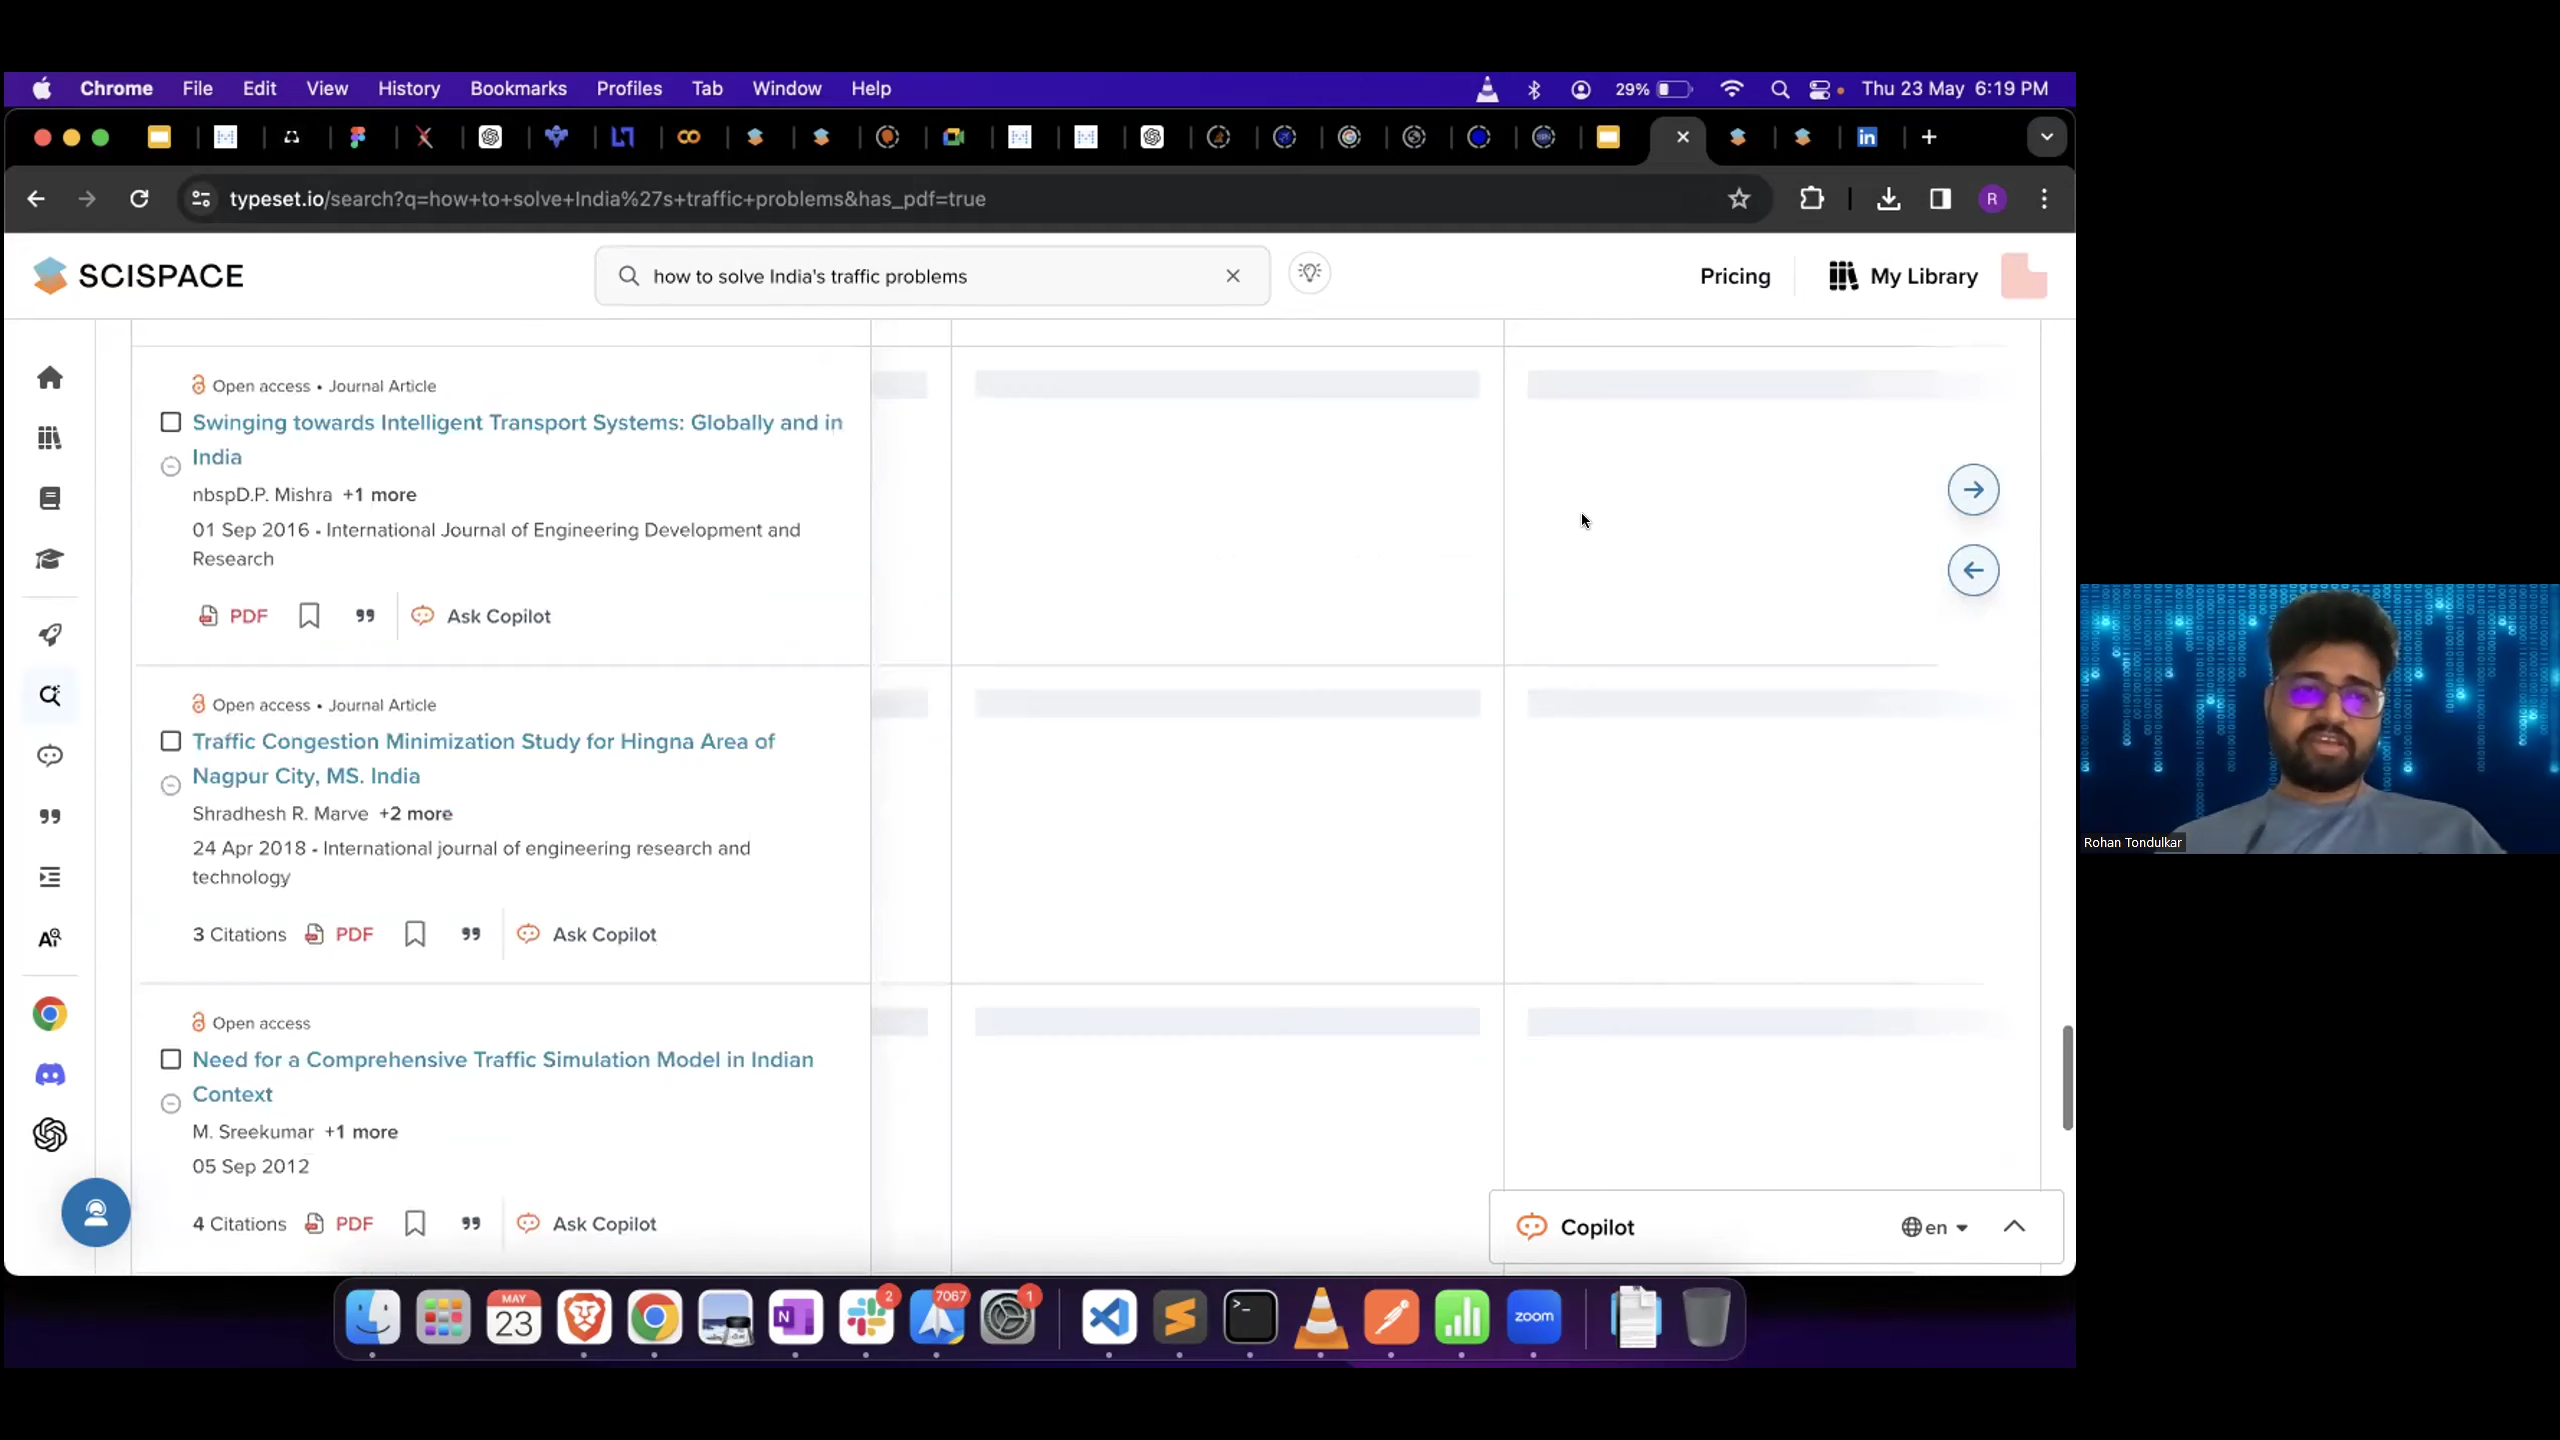 Chrome File Edit View History Bookmarks Profiles Tab Window Help 29% Thu 23 May 6:19 PM
typeset.io/search?q=how+to+solve+India%27s+traffic+problems&has_pdf=true R
SCISPACE how to solve India's traffic problems Pricing My Library
Open access • Journal Article
Swinging towards Intelligent Transport Systems: Globally and in
India
nbspD.P. Mishra +1 more
01 Sep 2016 - International Journal of Engineering Development and
Research
PDF Ask Copilot
Open access • Journal Article
Traffic Congestion Minimization Study for Hingna Area of
Nagpur City, MS. India
Shradhesh R. Marve +2 more
24 Apr 2018 - International journal of engineering research and
technology
3 Citations PDF Ask Copilot
Open access
Need for a Comprehensive Traffic Simulation Model in Indian
Context
M. Sreekumar +1 more
05 Sep 2012
4 Citations PDF Ask Copilot
Copilot en
Rohan Tondulkar
MAY
23
2
7067
1
zoom